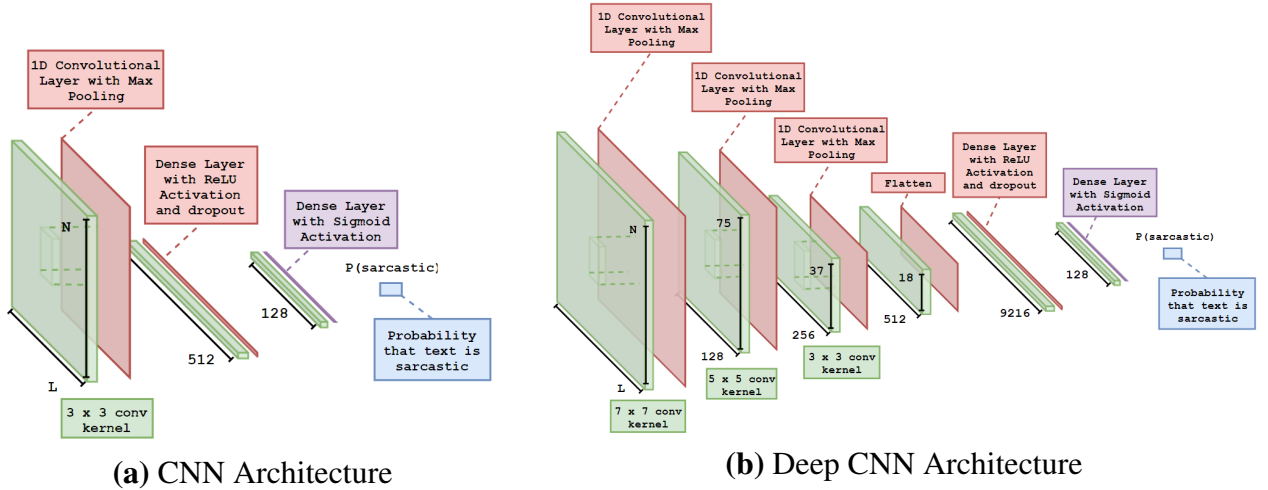 1D Convolutional
Layer with Max
Pooling
Dense Layer
with ReLU
Activation
and dropout
Dense Layer
with Sigmoid
Activation
P(sarcastic)
Probability
that text is
sarcastic
N
L
512
128
3 x 3 conv
kernel
(a) CNN Architecture
1D Convolutional
Layer with Max
Pooling
1D Convolutional
Layer with Max
Pooling
1D Convolutional
Layer with Max
Pooling
Flatten
Dense Layer
with ReLU
Activation
and dropout
Dense Layer
with Sigmoid
Activation
P(sarcastic)
Probability
that text is
sarcastic
N
75
37
18
L
128
256
512
9216
128
7 x 7 conv
kernel
5 x 5 conv
kernel
3 x 3 conv
kernel
(b) Deep CNN Architecture